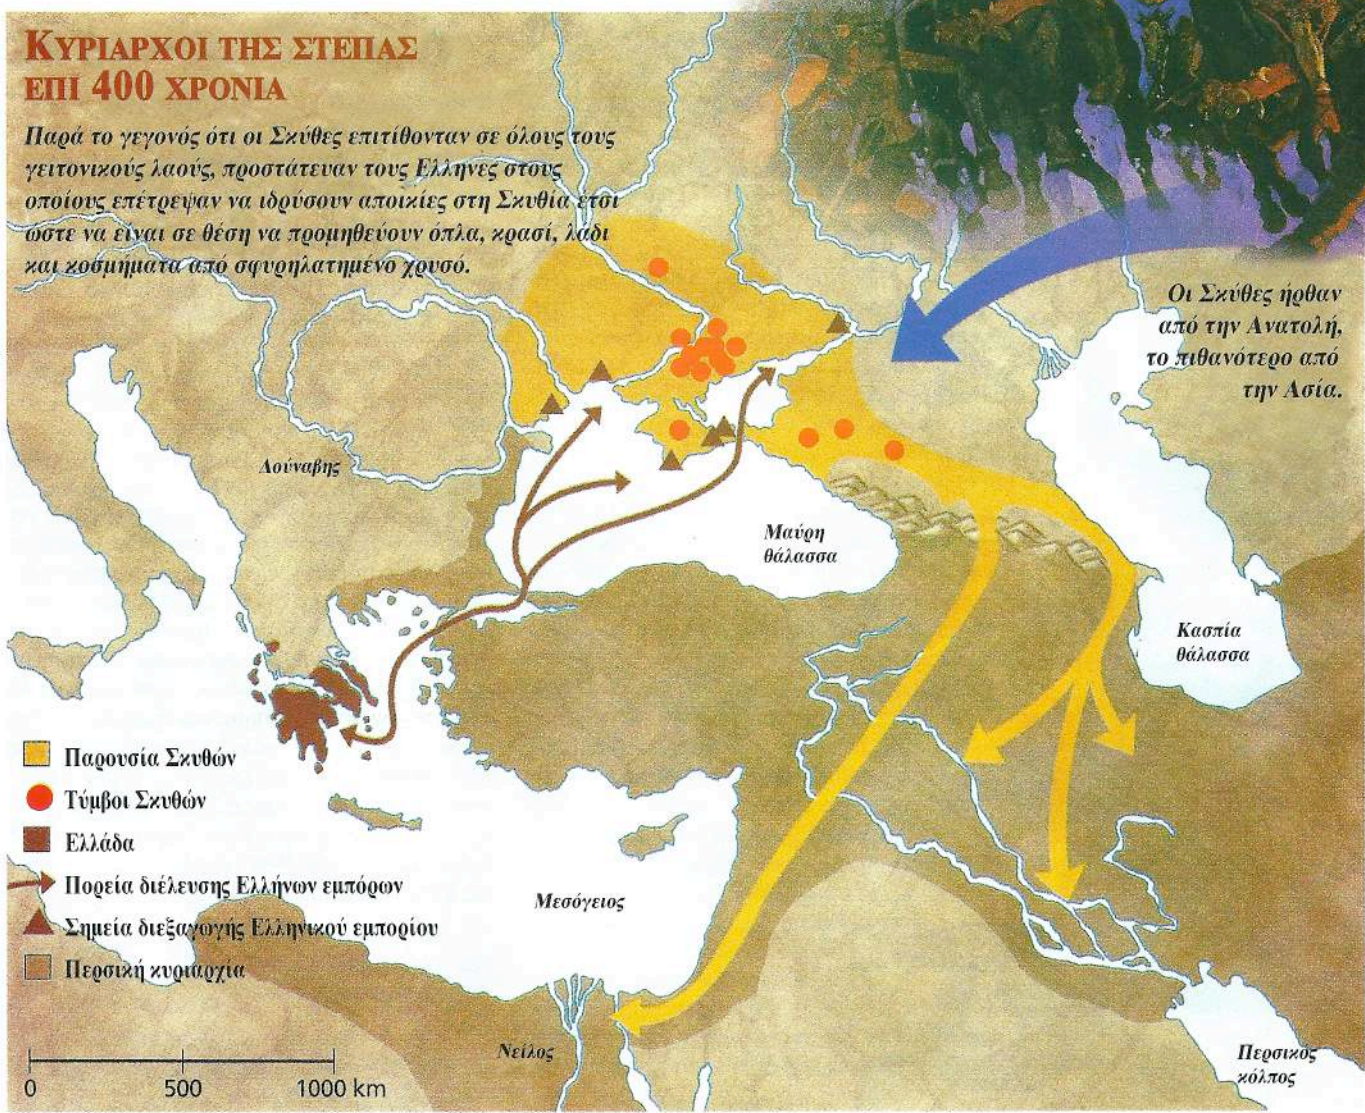 ΚΥΡΙΑΡΧΟΙ ΤΗΣ ΣΤΕΠΑΣ
ΕΠΙ 400 ΧΡΟΝΙΑ
Παρά το γεγονός ότι οι Σκύθες επιτίθονταν σε όλους τους
γειτονικούς λαούς, προστάτευαν τους Έλληνες στους
οποίους επέτρεψαν να ιδρύσουν αποικίες στη Σκυθία έτσι
ώστε να είναι σε θέση να προμηθεύουν όπλα, κρασί, λάδι
και κοσμήματα από σφυρηλατημένο χρυσό.
Οι Σκύθες ήρθαν
από την Ανατολή,
το πιθανότερο από
την Ασία.
Δούναβης
Μαύρη
θάλασσα
Κασπία
θάλασσα
Παρουσία Σκυθών
Τύμβοι Σκυθών
Ελλάδα
Πορεία διέλευσης Ελλήνων εμπόρων
Σημεία διεξαγωγής Ελληνικού εμπορίου
Περσική κυριαρχία
Μεσόγειος
Νείλος
Περσικός
κόλπος
0 500 1000 km